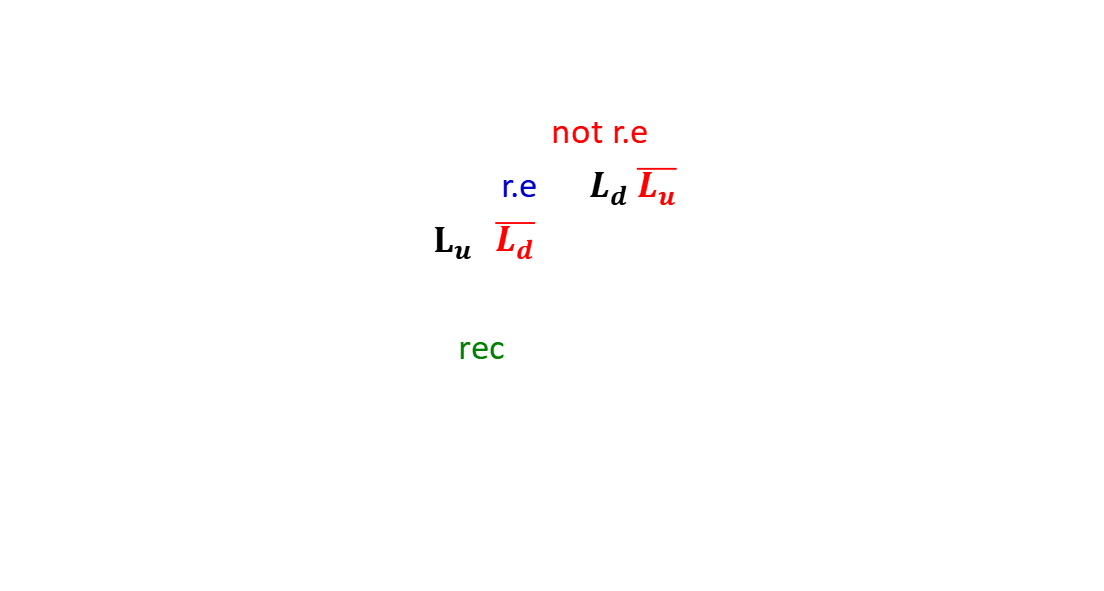 not r.e
r.e $L_d$ $\overline{L_u}$
$L_u$ $\overline{L_d}$
rec